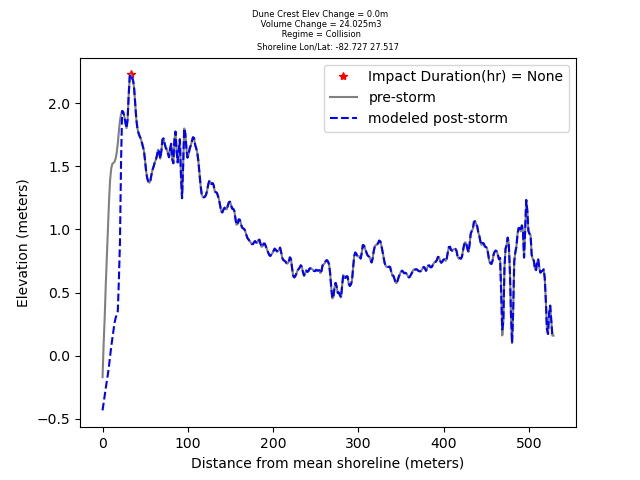 Dune Crest Elev Change = 0.0m
Volume Change = 24.025m3
Regime = Collision
Shoreline Lon/Lat: -82.727 27.517
Impact Duration(hr) = None
pre-storm
modeled post-storm
Elevation (meters)
2.0
1.5
1.0
0.5
0.0
−0.5
0 100 200 300 400 500
Distance from mean shoreline (meters)